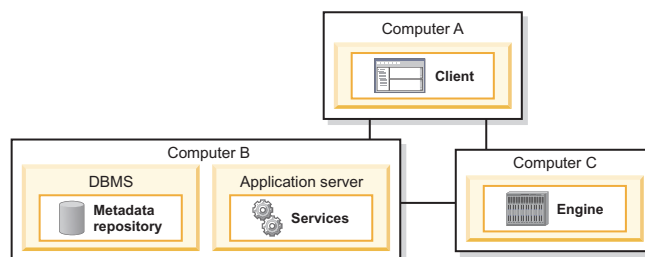 Computer A
Client
Computer B
DBMS
Metadata
repository
Application server
Services
Computer C
Engine